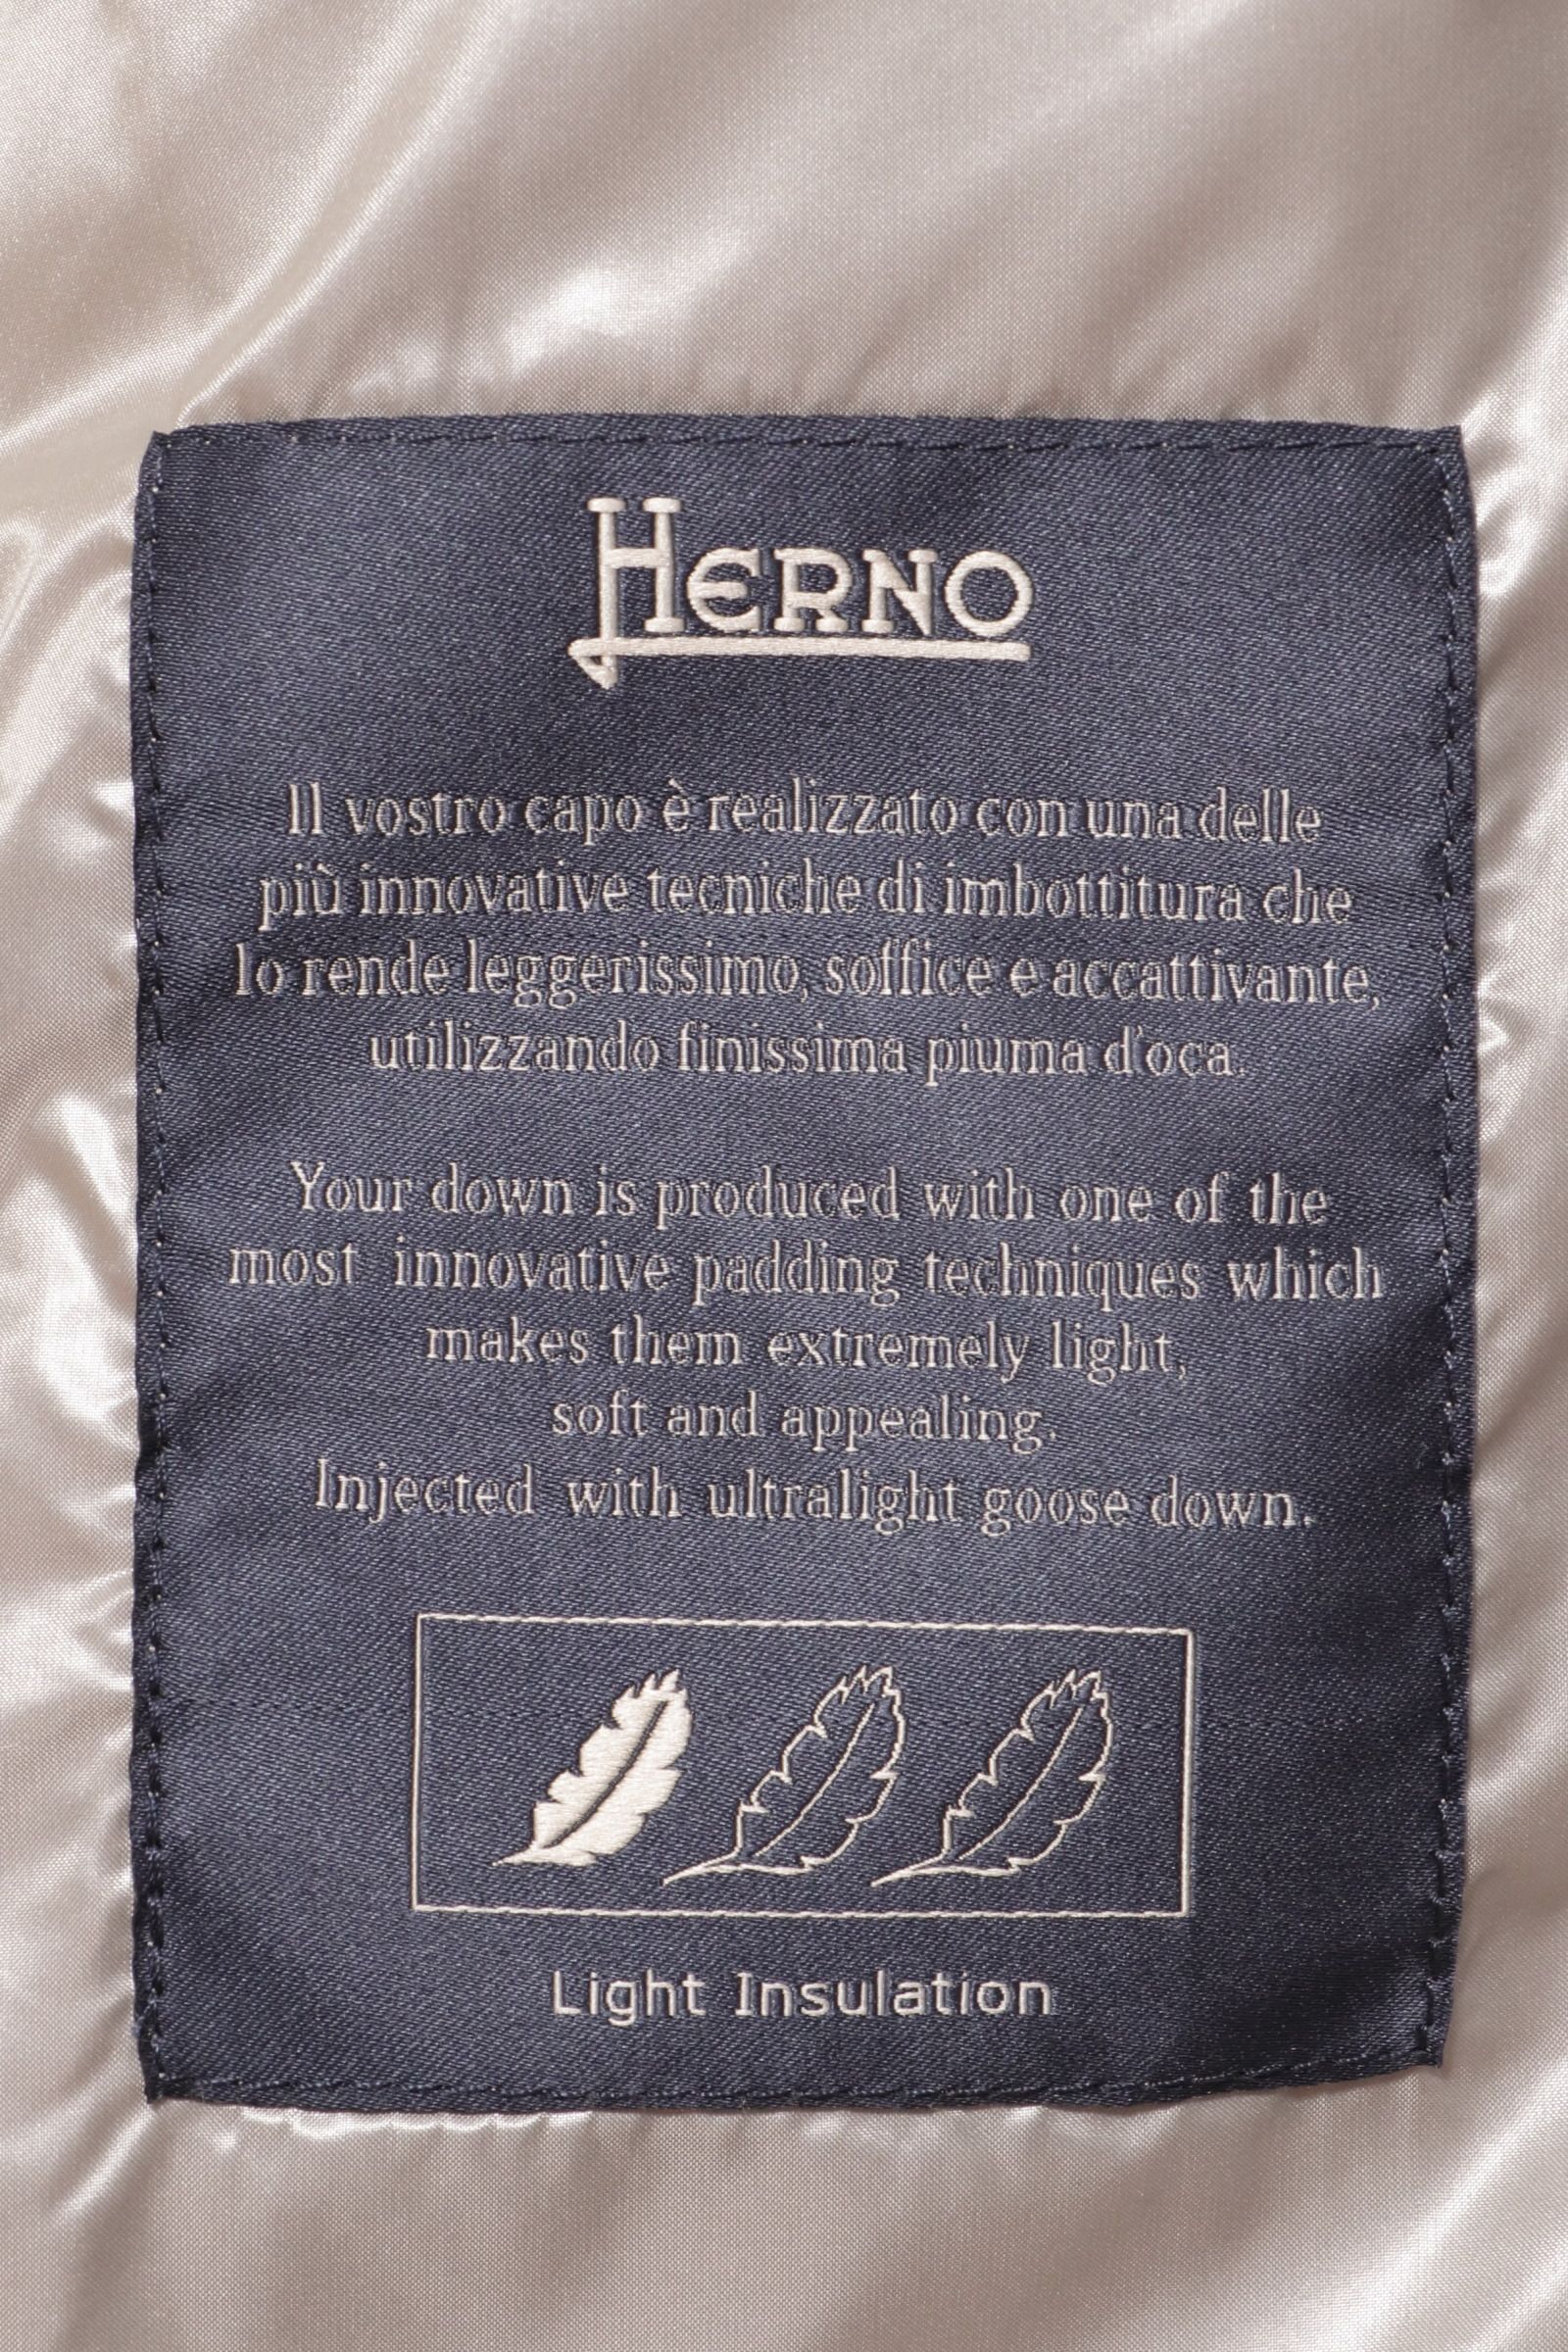 HERNO
Il vostro capo è realizzato con una delle
più innovative tecniche di imbottitura che
lo rende leggerissimo, soffice e accattivante,
utilizzando finissima piuma d'oca.
Your down is produced with one of the
most innovative padding techniques which
makes them extremely light,
soft and appealing.
Injected with ultralight goose down.
Light Insulation